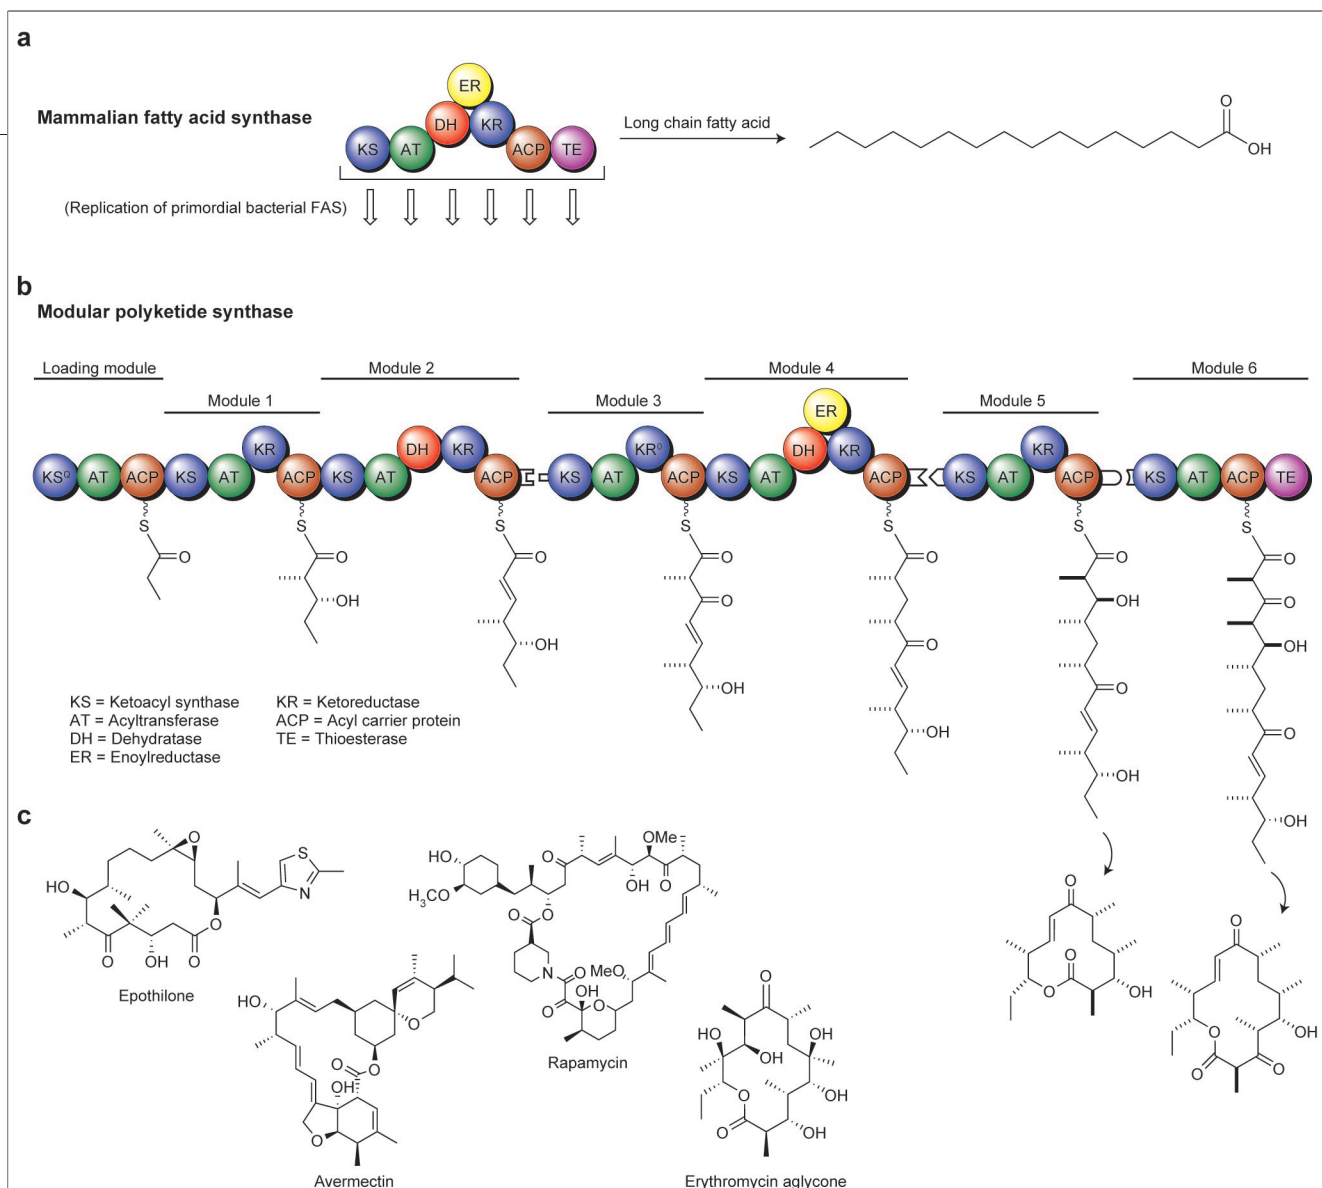 a
Mammalian fatty acid synthase
ER
DH KR
KS AT ACP TE
Long chain fatty acid
O
OH
(Replication of primordial bacterial FAS)
b
Modular polyketide synthase
Loading module
Module 1
Module 2
Module 3
Module 4
Module 5
Module 6
KSQ AT ACP
KS AT KR ACP
KS AT DH KR ACP
KS AT KR⁰ ACP
KS AT DH ER KR ACP
KS AT KR ACP
KS AT ACP TE
S O
S O OH
S O OH
S O O OH
S O O OH
S O OH O OH
S O O OH O OH
KS = Ketoacyl synthase
AT = Acyltransferase
DH = Dehydratase
ER = Enoylreductase
KR = Ketoreductase
ACP = Acyl carrier protein
TE = Thioesterase
c
O S N HO O O OH O
Epothilone
HO O O O OH O
Avermectin
HO H₃CO O O OMe O OH O N O O OH O MeO
Rapamycin
O HO OH OH O O OH OH
Erythromycin aglycone
O O O OH
O O O O OH